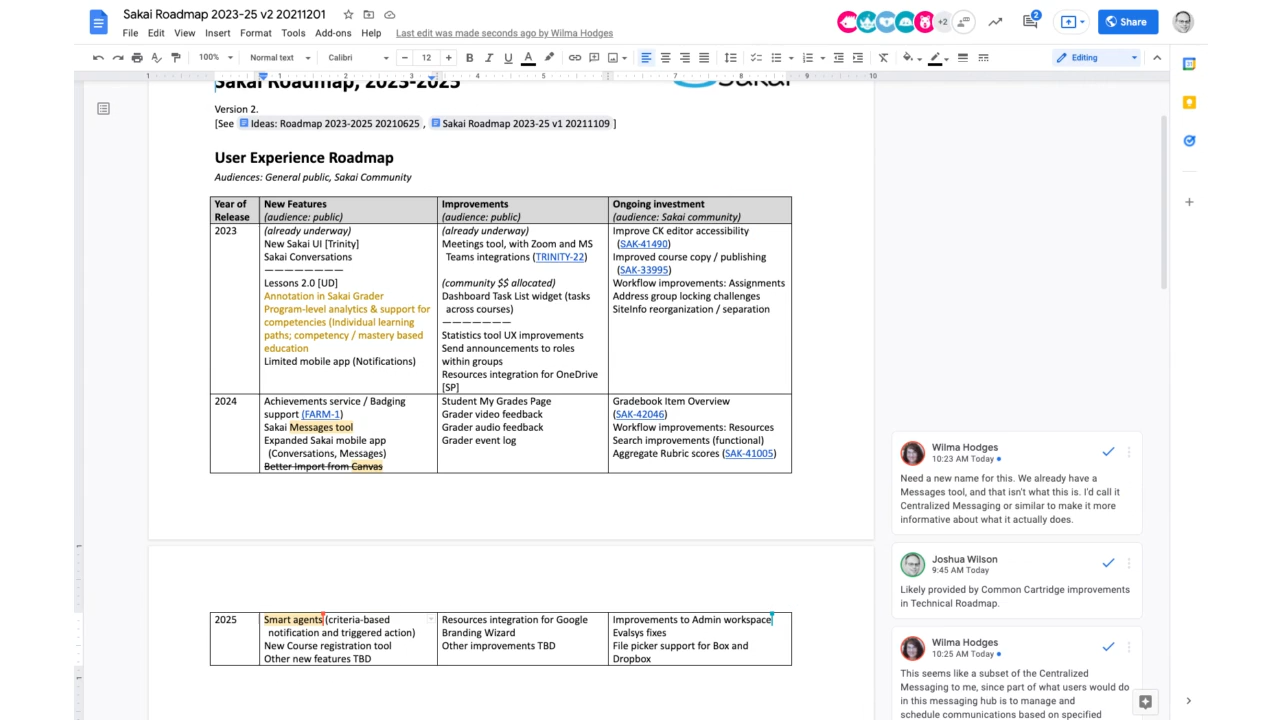 Sakai Roadmap 2023-25 v2 20211201
File Edit View Insert Format Tools Add-ons Help Last edit was made seconds ago by Wilma Hodges
+2
2
Share
100% Normal text Calibri 12 Editing
1 1 2 3 4 5 6 7 8 9 10
Sakai Roadmap, 2023-2025
sakai
Version 2.
[See Ideas: Roadmap 2023-2025 20210625 , Sakai Roadmap 2023-25 v1 20211109 ]
User Experience Roadmap
Audiences: General public, Sakai Community
Year of Release
New Features
(audience: public)
Improvements
(audience: public)
Ongoing investment
(audience: Sakai community)
2023
(already underway)
New Sakai UI [Trinity]
Sakai Conversations
————————
Lessons 2.0 [UD]
Annotation in Sakai Grader
Program-level analytics & support for
competencies (Individual learning
paths; competency / mastery based
education
Limited mobile app (Notifications)
(already underway)
Meetings tool, with Zoom and MS
Teams integrations (TRINITY-22)
(community $$ allocated)
Dashboard Task List widget (tasks
across courses)
———————
Statistics tool UX improvements
Send announcements to roles
within groups
Resources integration for OneDrive
[SP]
Improve CK editor accessibility
(SAK-41490)
Improved course copy / publishing
(SAK-33995)
Workflow improvements: Assignments
Address group locking challenges
SiteInfo reorganization / separation
2024
Achievements service / Badging
support (FARM-1)
Sakai Messages tool
Expanded Sakai mobile app
(Conversations, Messages)
Better Import from Canvas
Student My Grades Page
Grader video feedback
Grader audio feedback
Grader event log
Gradebook Item Overview
(SAK-42046)
Workflow improvements: Resources
Search improvements (functional)
Aggregate Rubric scores (SAK-41005)
2025
Smart agents (criteria-based
notification and triggered action)
New Course registration tool
Other new features TBD
Resources integration for Google
Branding Wizard
Other improvements TBD
Improvements to Admin workspace
Evalsys fixes
File picker support for Box and
Dropbox
Wilma Hodges
10:23 AM Today
Need a new name for this. We already have a
Messages tool, and that isn't what this is. I'd call it
Centralized Messaging or similar to make it more
informative about what it actually does.
Joshua Wilson
9:45 AM Today
Likely provided by Common Cartridge improvements
in Technical Roadmap.
Wilma Hodges
10:25 AM Today
This seems like a subset of the Centralized
Messaging to me, since part of what users would do
in this messaging hub is to manage and
schedule communications based on specified